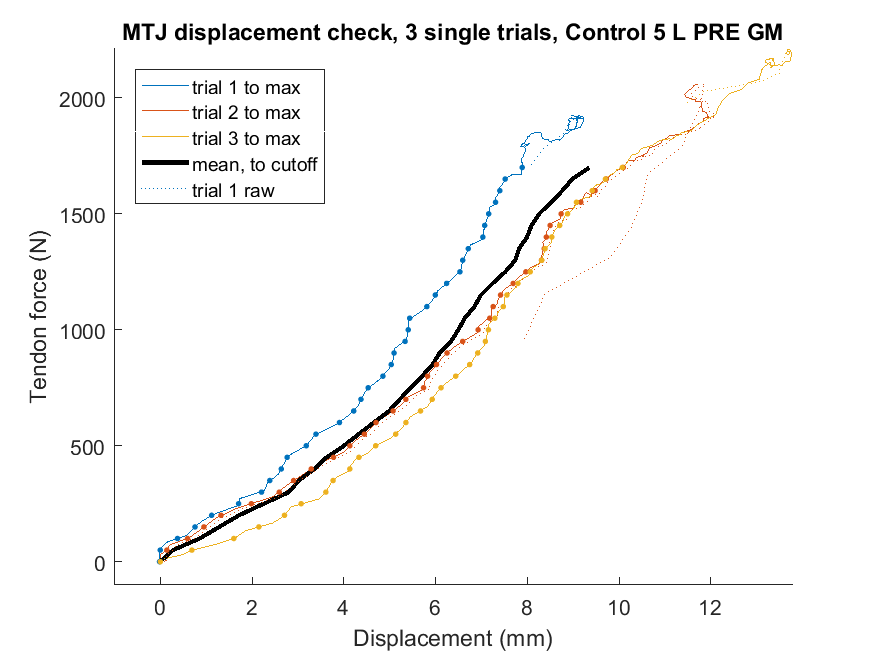 MTJ displacement check, 3 single trials, Control 5 L PRE GM
trial 1 to max
trial 2 to max
trial 3 to max
mean, to cutoff
trial 1 raw
2000
1500
1000
500
0
Tendon force (N)
0 2 4 6 8 10 12
Displacement (mm)